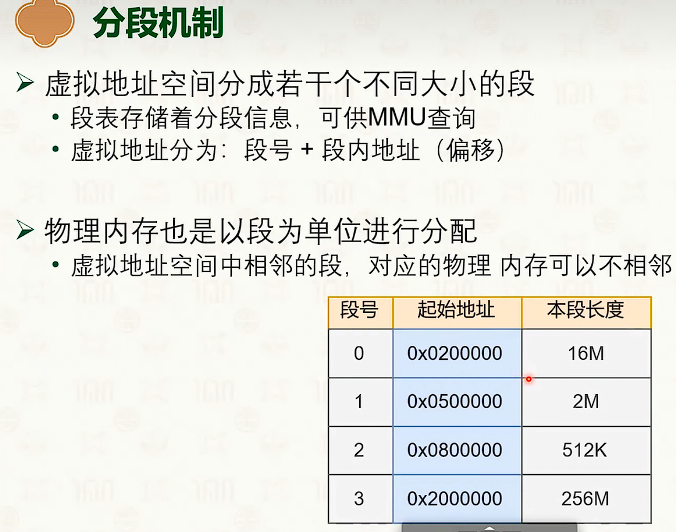 分段机制
虚拟地址空间分成若干个不同大小的段
段表存储着分段信息，可供MMU查询
虚拟地址分为：段号 + 段内地址（偏移）
物理内存也是以段为单位进行分配
虚拟地址空间中相邻的段，对应的物理 内存可以不相邻
段号 起始地址 本段长度
0 0x0200000 16M
1 0x0500000 2M
2 0x0800000 512K
3 0x2000000 256M